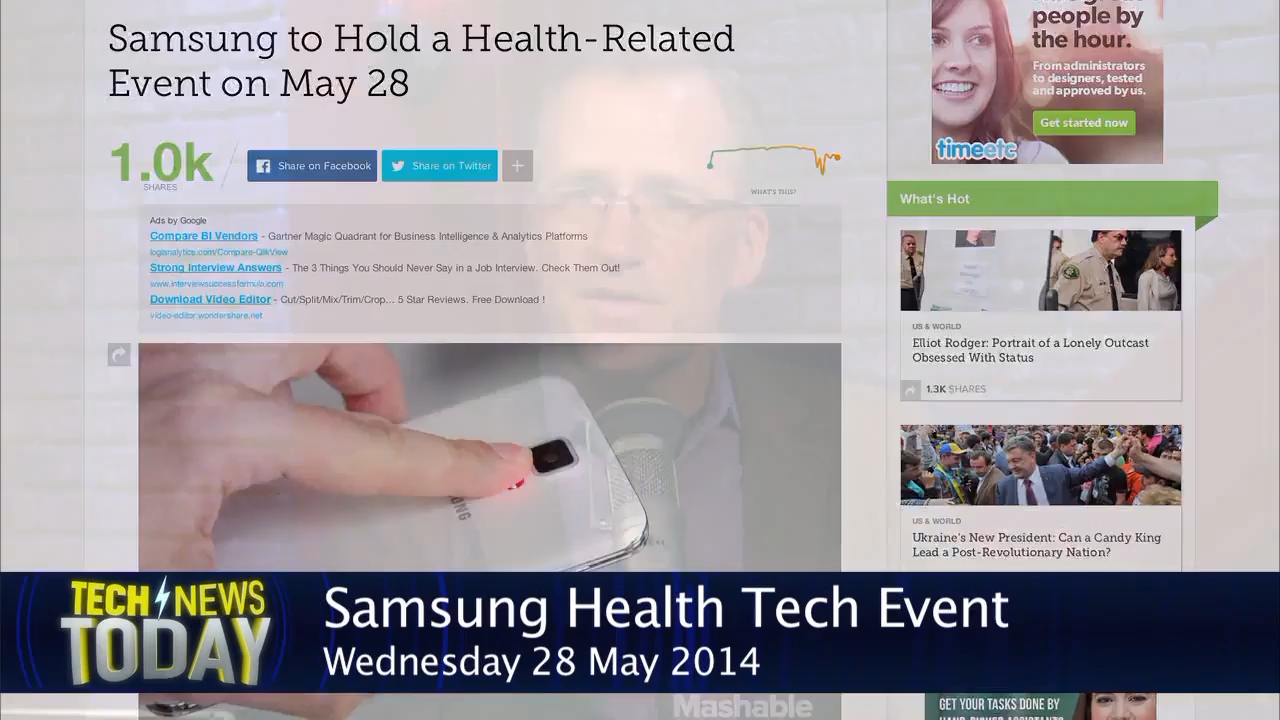 Samsung to Hold a Health-Related
Event on May 28
1.0k
SHARES
Share on Facebook
Share on Twitter
+
WHAT'S THIS?
Ads by Google
Compare BI Vendors - Gartner Magic Quadrant for Business Intelligence & Analytics Platforms
logianalytics.com/Compare-QlikView
Strong Interview Answers - The 3 Things You Should Never Say in a Job Interview. Check Them Out!
www.interviewsuccessformula.com
Download Video Editor - Cut/Split/Mix/Trim/Crop... 5 Star Reviews. Free Download !
video-editor.wondershare.net
people by
the hour.
From administrators
to designers, tested
and approved by us.
Get started now
timeetc
What's Hot
US & WORLD
Elliot Rodger: Portrait of a Lonely Outcast
Obsessed With Status
1.3K SHARES
US & WORLD
Ukraine's New President: Can a Candy King
Lead a Post-Revolutionary Nation?
TECH NEWS
TODAY
Samsung Health Tech Event
Wednesday 28 May 2014
Mashable
GET YOUR TASKS DONE BY